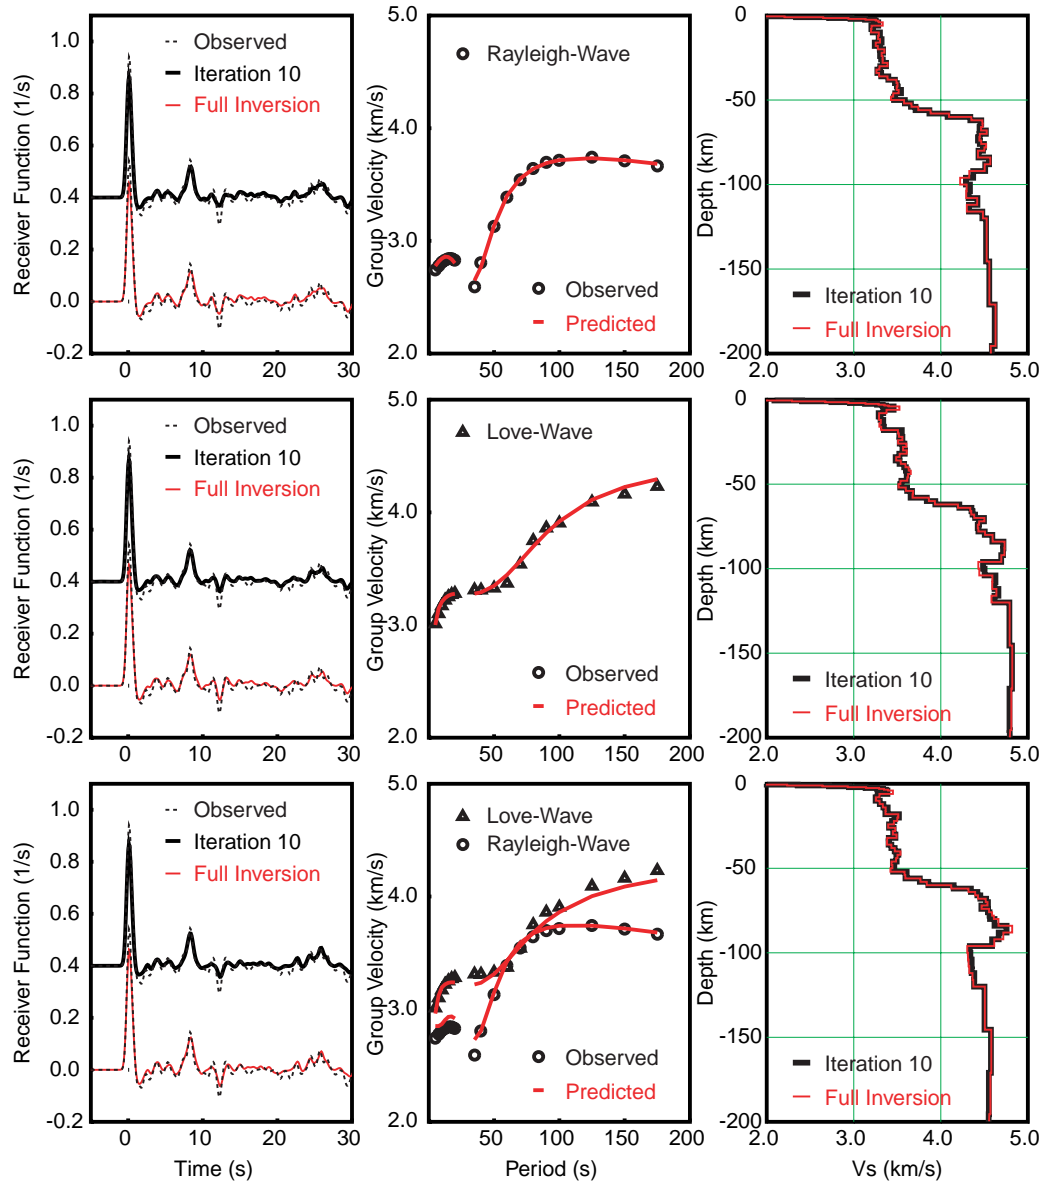 1.0
0.8
0.6
0.4
0.2
0.0
-0.2
Receiver Function (1/s)
Observed
Iteration 10
Full Inversion
0 10 20 30
5.0
4.0
3.0
2.0
Group Velocity (km/s)
Rayleigh-Wave
Observed
Predicted
50 100 150 200
0
-50
-100
-150
-200
Depth (km)
Iteration 10
Full Inversion
2.0 3.0 4.0 5.0
1.0
0.8
0.6
0.4
0.2
0.0
-0.2
Receiver Function (1/s)
Observed
Iteration 10
Full Inversion
0 10 20 30
5.0
4.0
3.0
2.0
Group Velocity (km/s)
Love-Wave
Observed
Predicted
50 100 150 200
0
-50
-100
-150
-200
Depth (km)
Iteration 10
Full Inversion
2.0 3.0 4.0 5.0
1.0
0.8
0.6
0.4
0.2
0.0
-0.2
Receiver Function (1/s)
Observed
Iteration 10
Full Inversion
0 10 20 30
Time (s)
5.0
4.0
3.0
2.0
Group Velocity (km/s)
Love-Wave
Rayleigh-Wave
Observed
Predicted
50 100 150 200
Period (s)
0
-50
-100
-150
-200
Depth (km)
Iteration 10
Full Inversion
2.0 3.0 4.0 5.0
Vs (km/s)